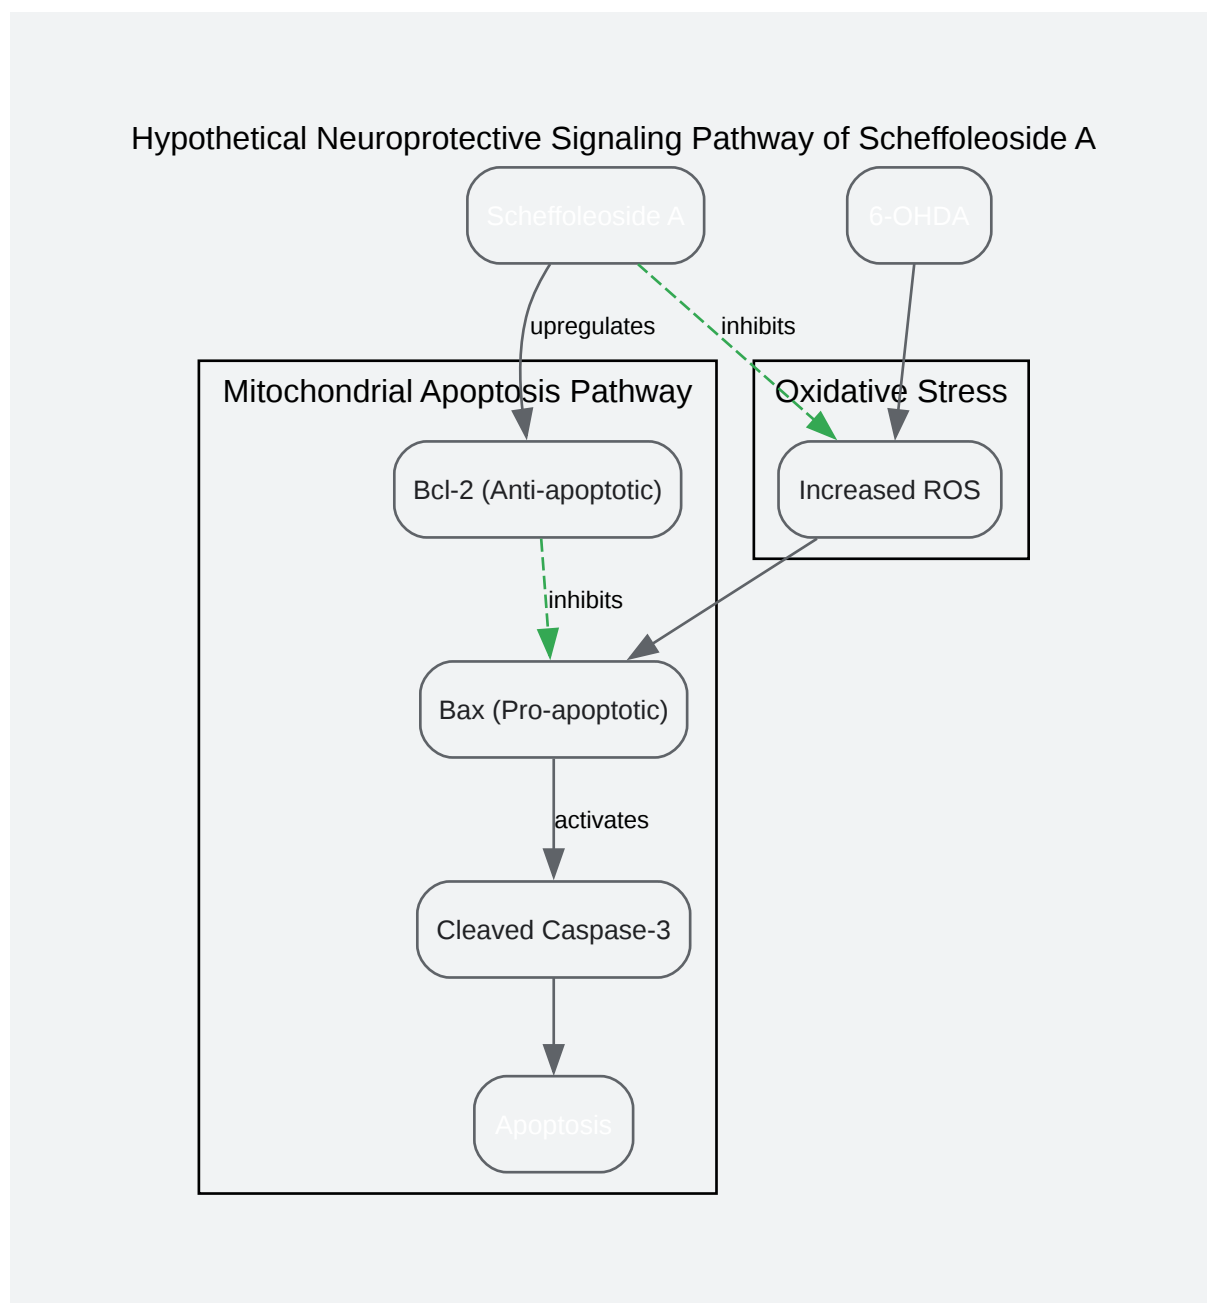 Hypothetical Neuroprotective Signaling Pathway of Scheffoleoside A
Scheffoleoside A
6-OHDA
upregulates
inhibits
Mitochondrial Apoptosis Pathway
Oxidative Stress
Bcl-2 (Anti-apoptotic)
Increased ROS
inhibits
Bax (Pro-apoptotic)
activates
Cleaved Caspase-3
Apoptosis